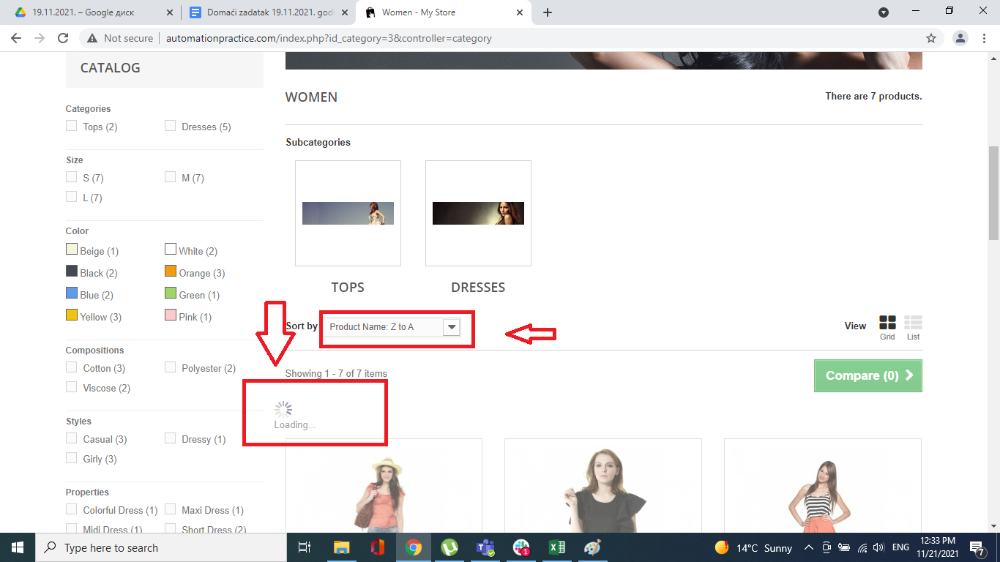 19.11.2021. – Google диск
Domaći zadatak 19.11.2021. godi
Women - My Store
Not secure
automationpractice.com/index.php?id_category=3&controller=category
CATALOG
Categories
Tops (2)
Dresses (5)
Size
S (7)
M (7)
L (7)
Color
Beige (1)
White (2)
Black (2)
Orange (3)
Blue (2)
Green (1)
Yellow (3)
Pink (1)
Compositions
Cotton (3)
Polyester (2)
Viscose (2)
Styles
Casual (3)
Dressy (1)
Girly (3)
Properties
Colorful Dress (1)
Maxi Dress (1)
Midi Dress (1)
Short Dress (2)
WOMEN
There are 7 products.
Subcategories
TOPS
DRESSES
Sort by
Product Name: Z to A
View
Grid
List
Showing 1 - 7 of 7 items
Compare (0)
Loading...
Type here to search
1
14°C Sunny
ENG
12:33 PM
11/21/2021
7